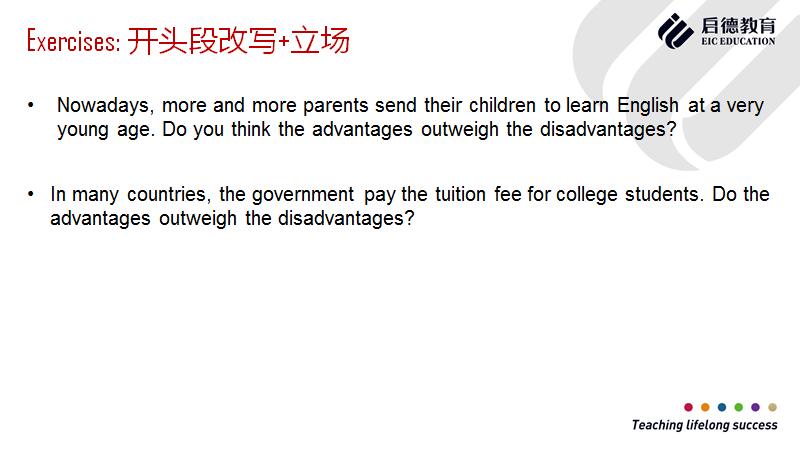 Exercises: 开头段改写+立场
启德教育
EIC EDUCATION
• Nowadays, more and more parents send their children to learn English at a very
young age. Do you think the advantages outweigh the disadvantages?
• In many countries, the government pay the tuition fee for college students. Do the
advantages outweigh the disadvantages?
Teaching lifelong success